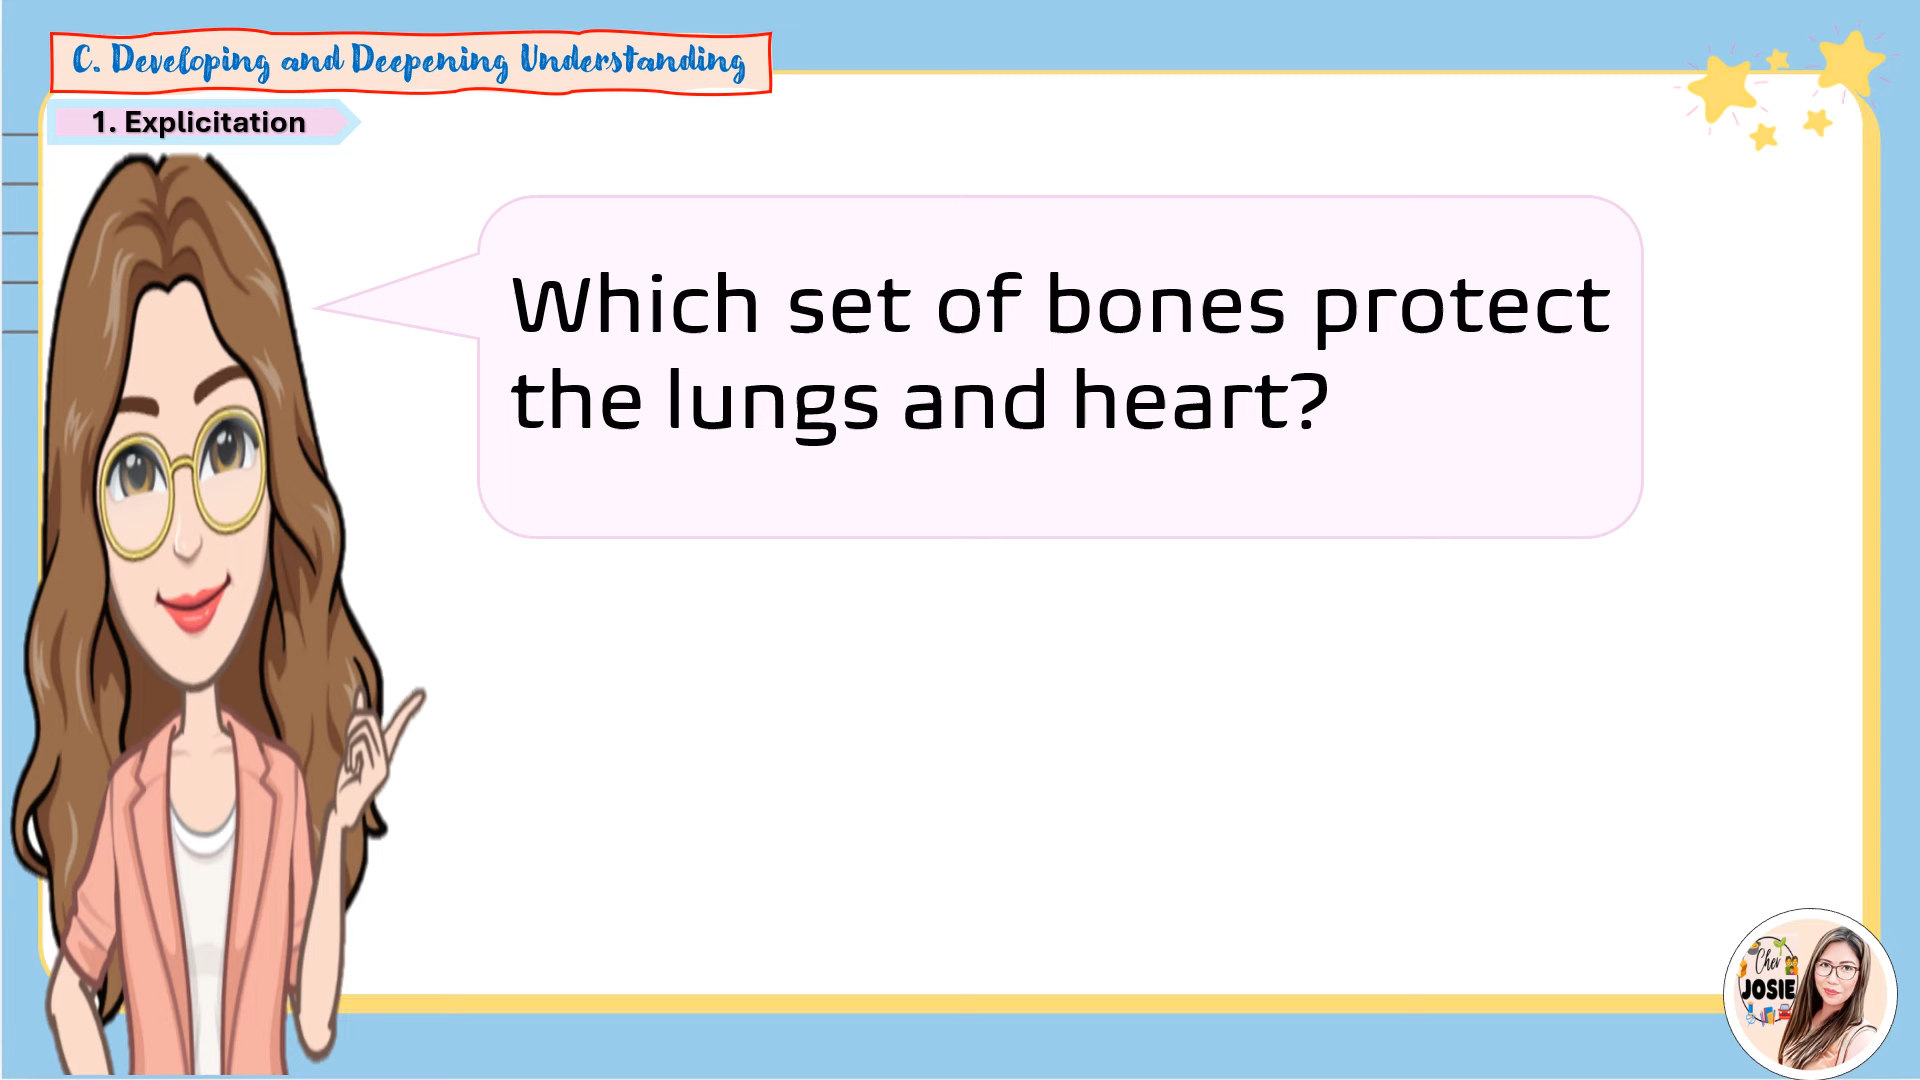 C. Developing and Deepening Understanding
1. Explicitation
Which set of bones protect
the lungs and heart?
Cher
JOSIE